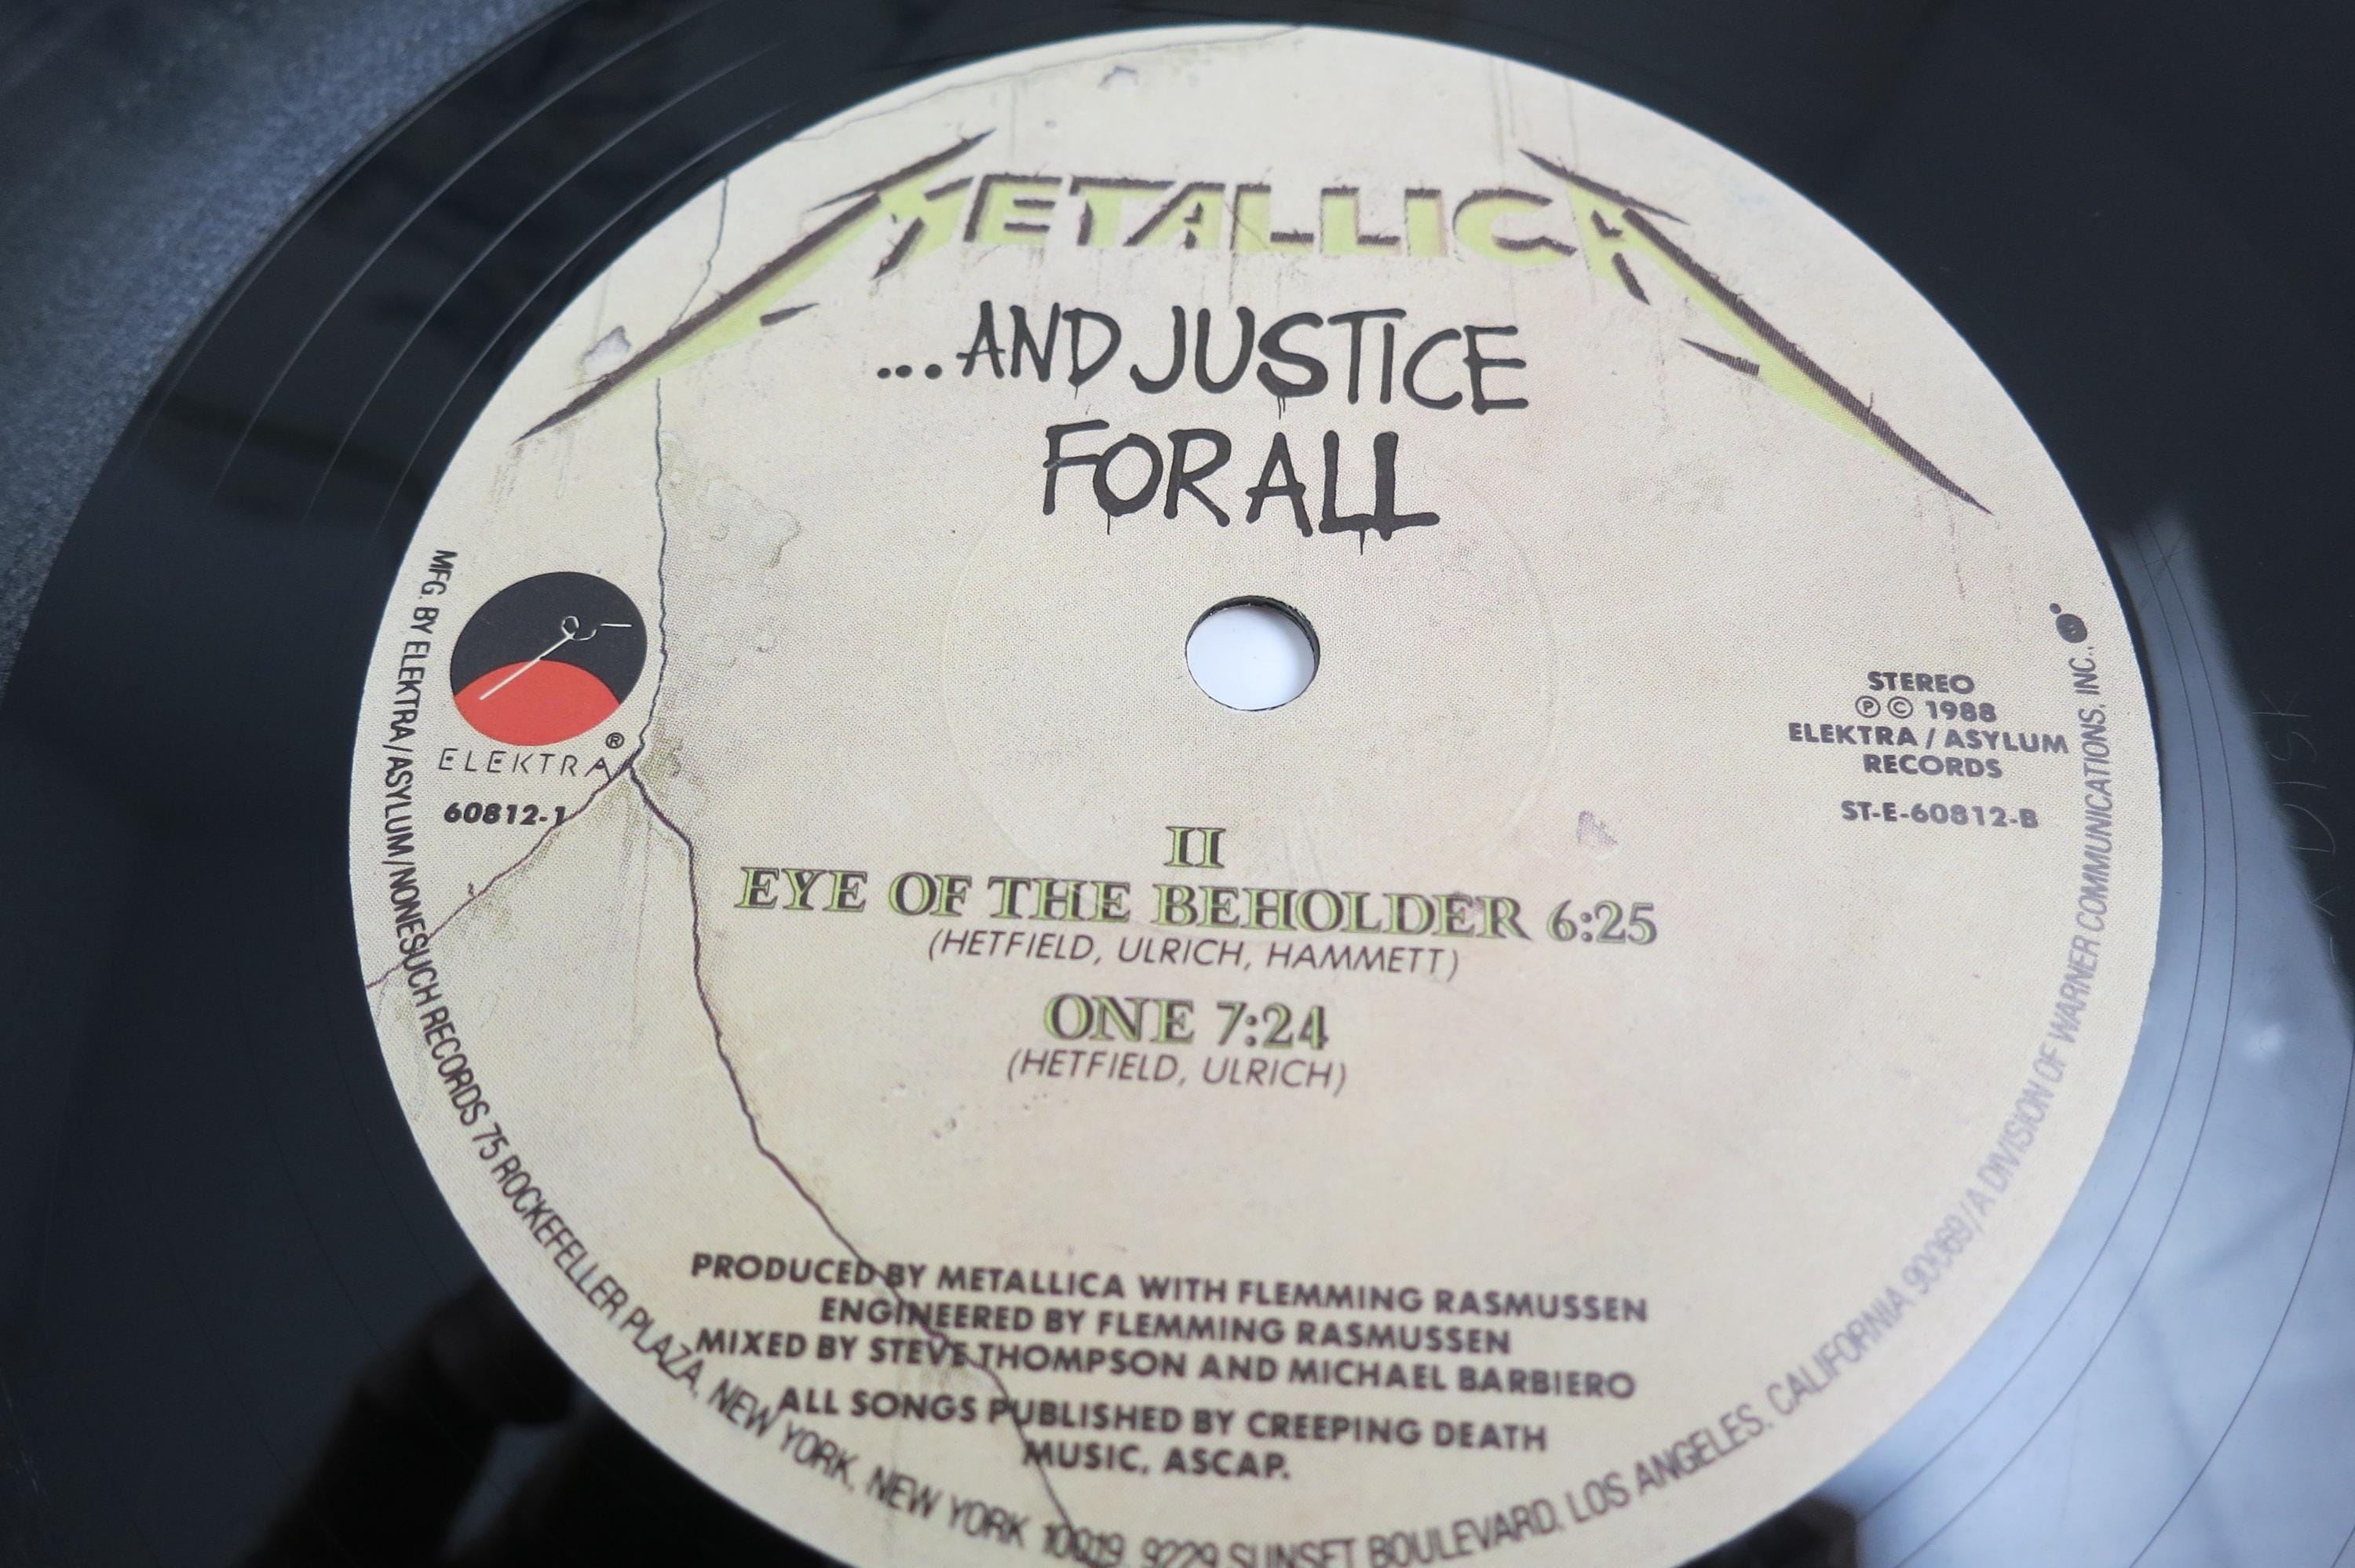 METALLICA
...AND JUSTICE
FOR ALL
ELEKTRA®
60812-1
STEREO
Ⓟ © 1988
ELEKTRA / ASYLUM
RECORDS
ST-E-60812-B
II
EYE OF THE BEHOLDER 6:25
(HETFIELD, ULRICH, HAMMETT)
ONE 7:24
(HETFIELD, ULRICH)
PRODUCED BY METALLICA WITH FLEMMING RASMUSSEN
ENGINEERED BY FLEMMING RASMUSSEN
MIXED BY STEVE THOMPSON AND MICHAEL BARBIERO
ALL SONGS PUBLISHED BY CREEPING DEATH
MUSIC, ASCAP.
MFG. BY ELEKTRA/ASYLUM/NONESUCH RECORDS 75 ROCKEFELLER PLAZA, NEW YORK, NEW YORK 10019, 9229 SUNSET BOULEVARD, LOS ANGELES, CALIFORNIA 90069/A DIVISION OF WARNER COMMUNICATIONS, INC.,